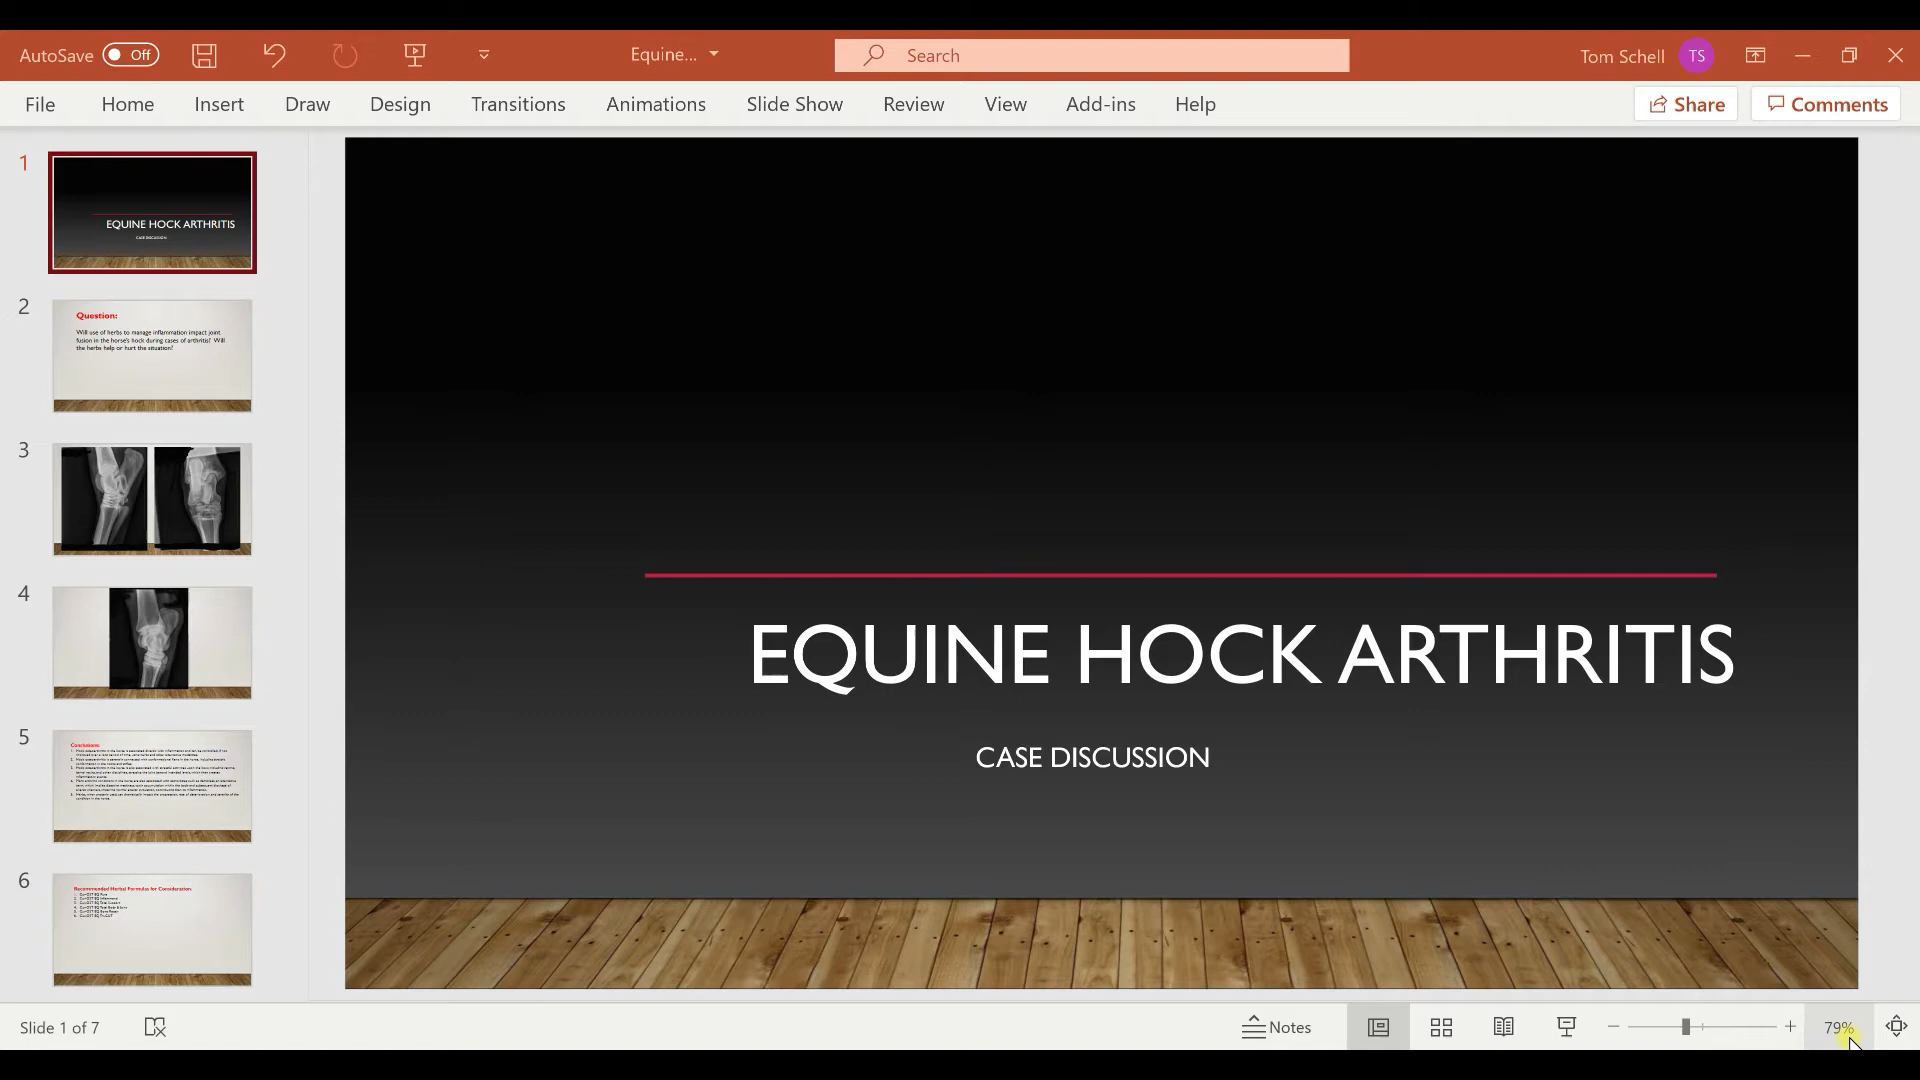 AutoSave Off Equine... Search Tom Schell TS
File Home Insert Draw Design Transitions Animations Slide Show Review View Add-ins Help Share Comments
1
EQUINE HOCK ARTHRITIS
CASE DISCUSSION
2
Question:
Will use of herbs to manage inflammation impact joint
fusion in the horse's hock during cases of arthritis? Will
the herbs help or hurt the situation?
3
4
5
Conclusions:
6
Recommended Herbal Formulas for Consideration:
EQUINE HOCK ARTHRITIS
CASE DISCUSSION
Slide 1 of 7 Notes 79%